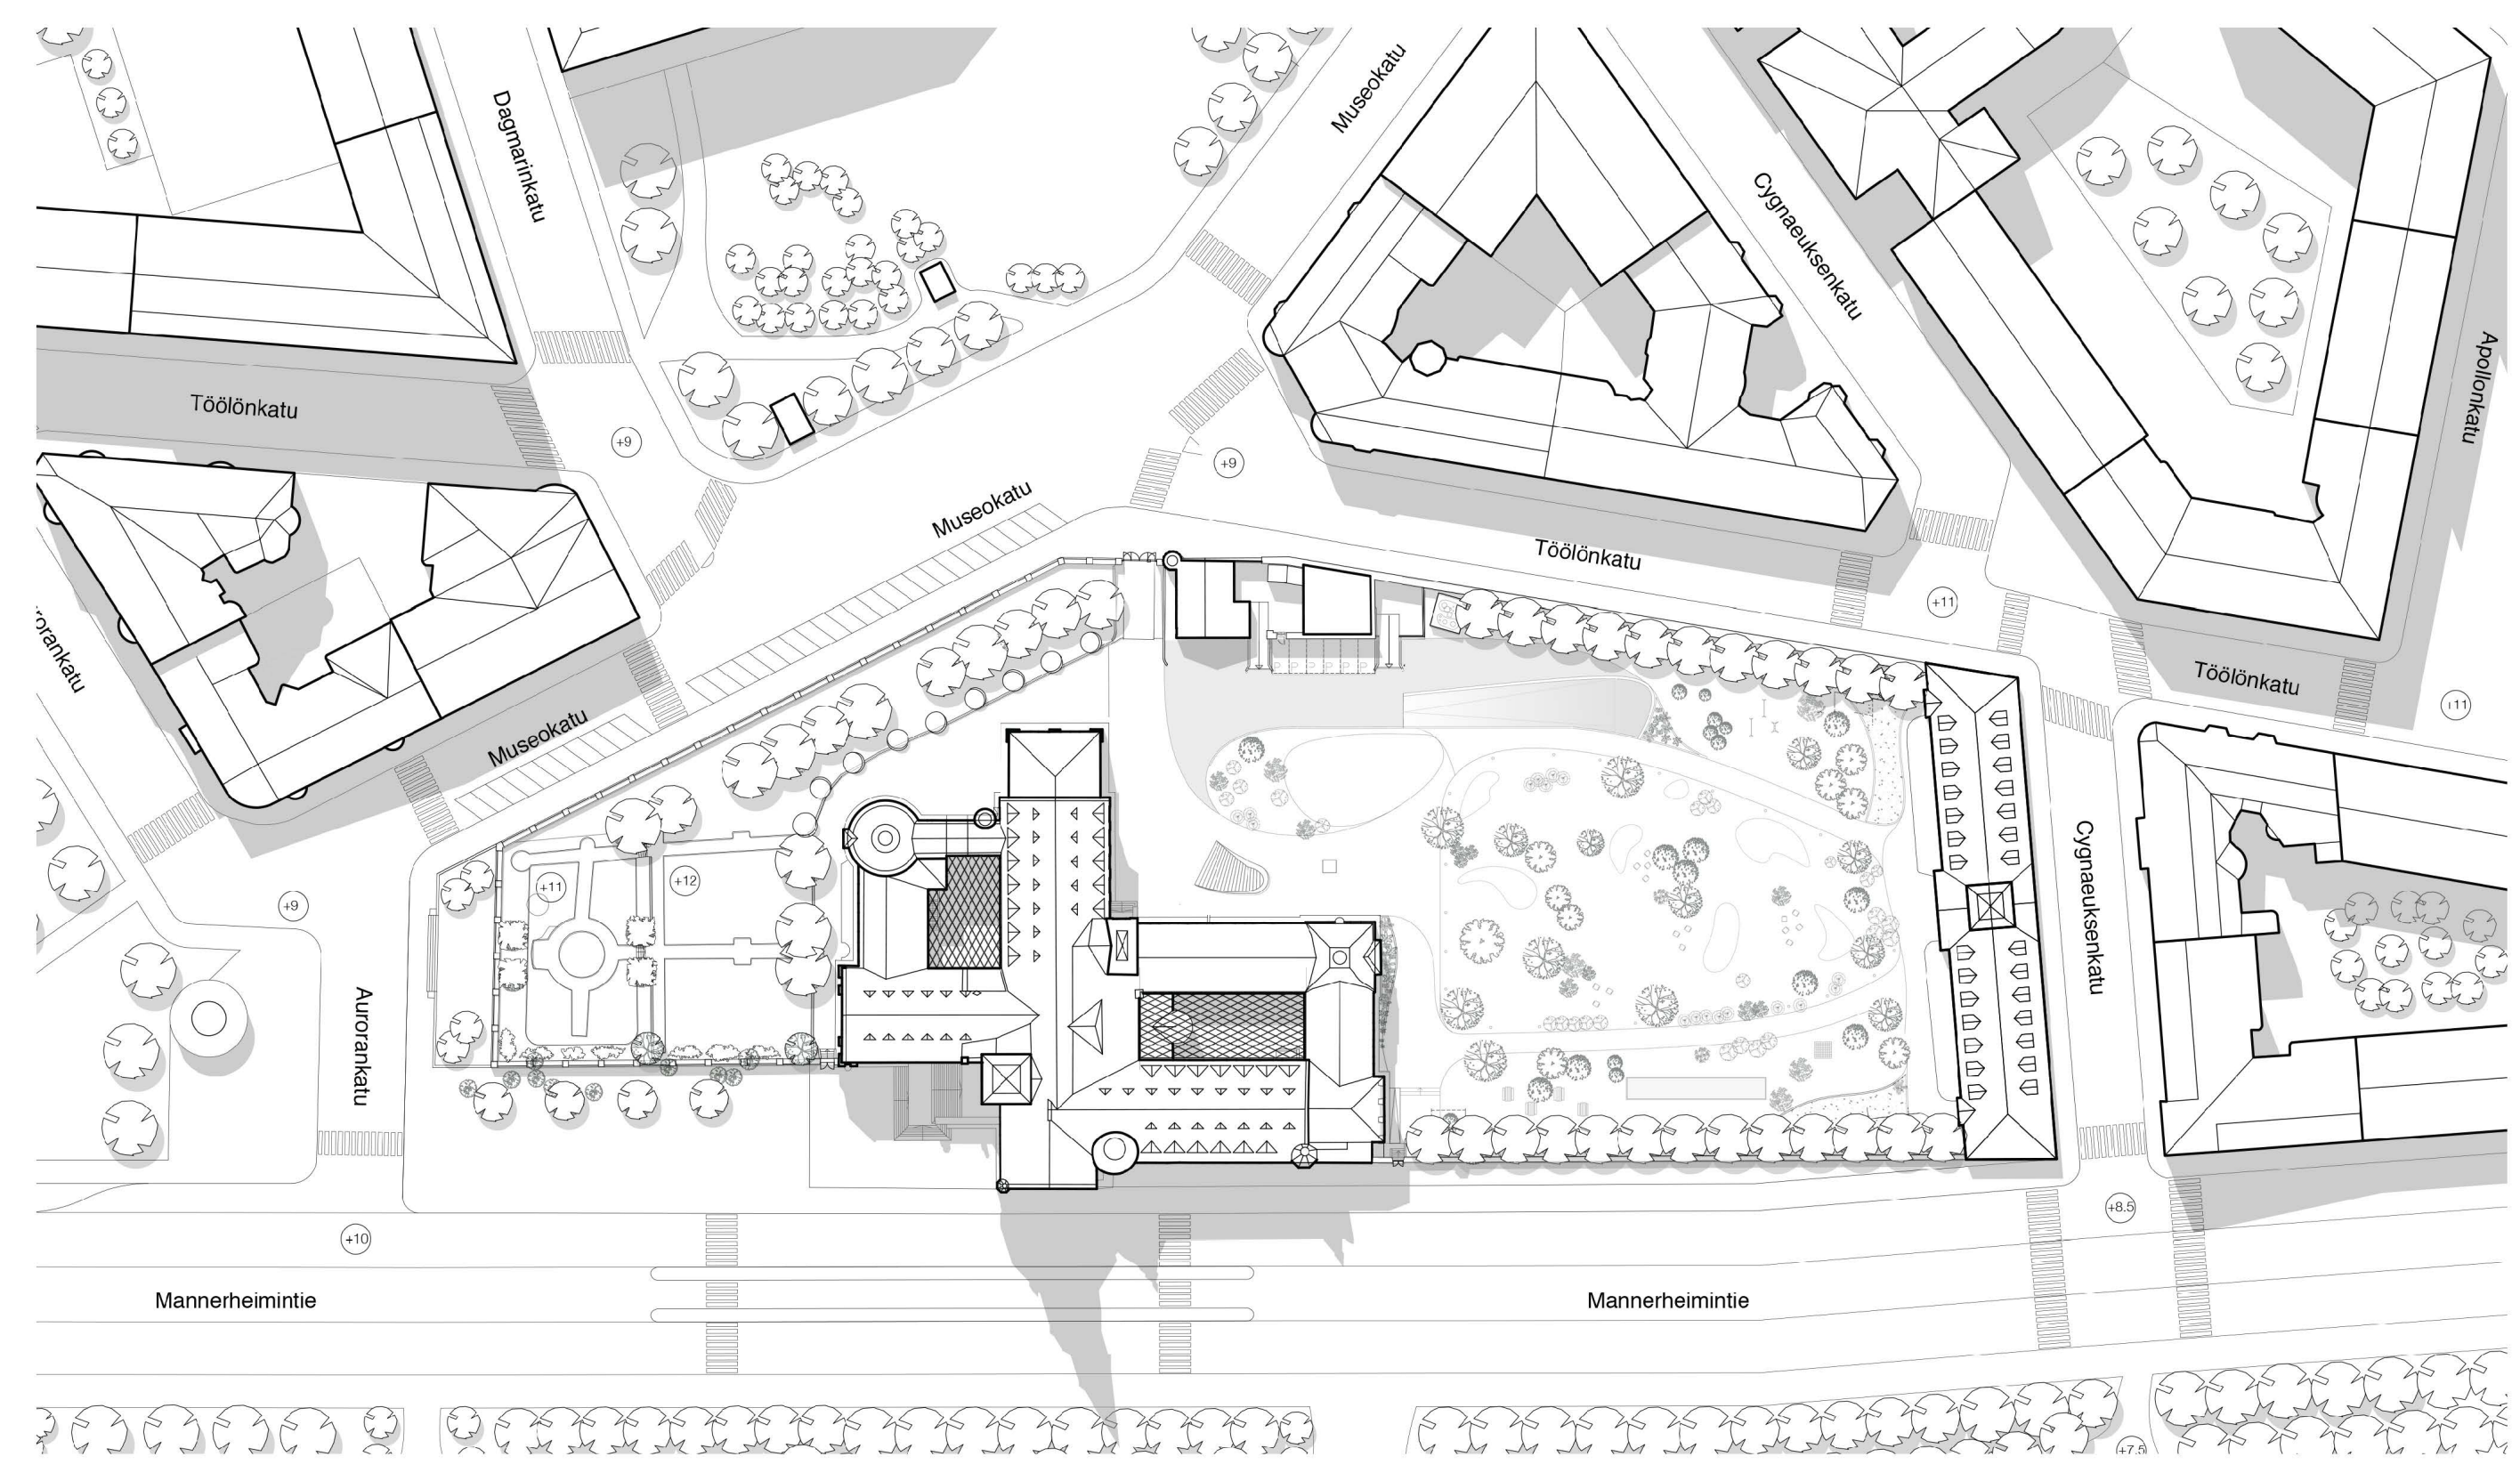 Museokatu
Dagmarinkatu
Cygnaeuksenkatu
Apollonkatu
Töölönkatu
+9
+9
Museokatu
Töölönkatu
+11
Töölönkatu
+11
Museokatu
rorankatu
+11
+12
+9
Cygnaeuksenkatu
Aurorankatu
+8.5
+10
Mannerheimintie
Mannerheimintie
+7.5